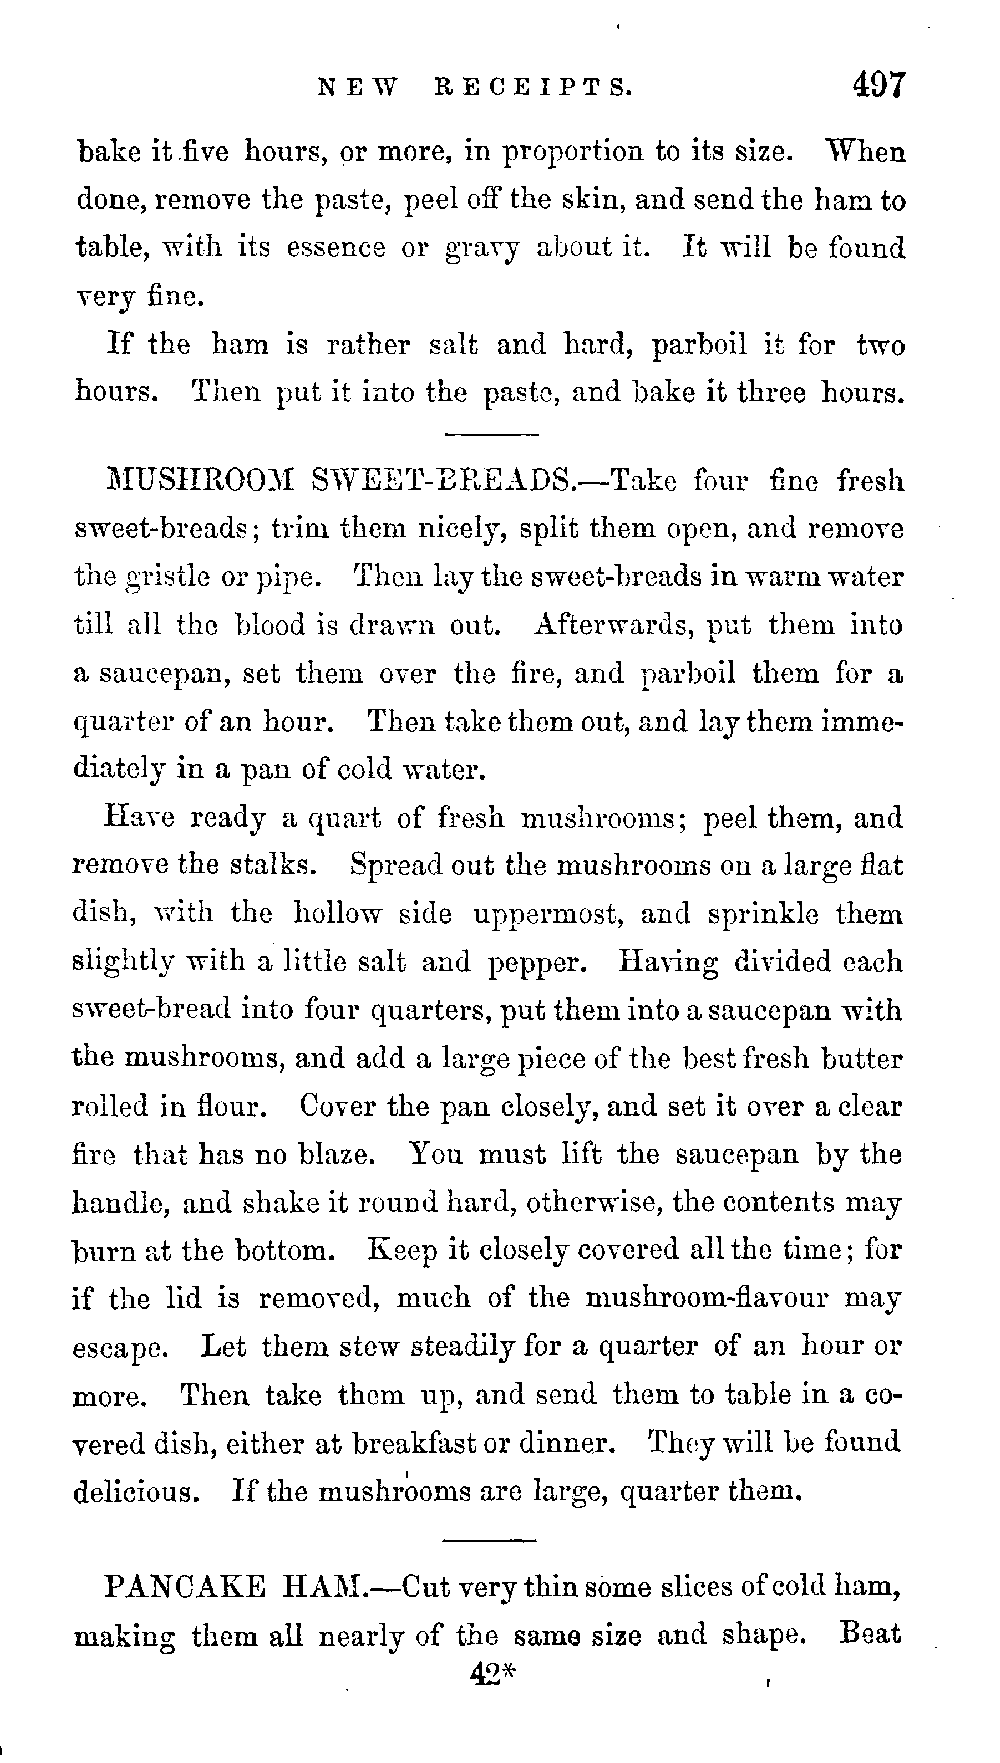 NEW RECEIPTS. 497
bake it five hours, or more, in proportion to its size. When
done, remove the paste, peel off the skin, and send the ham to
table, with its essence or gravy about it. It will be found
very fine.
If the ham is rather salt and hard, parboil it for two
hours. Then put it into the paste, and bake it three hours.
MUSHROOM SWEET-BREADS.—Take four fine fresh
sweet-breads; trim them nicely, split them open, and remove
the gristle or pipe. Then lay the sweet-breads in warm water
till all the blood is drawn out. Afterwards, put them into
a saucepan, set them over the fire, and parboil them for a
quarter of an hour. Then take them out, and lay them imme-
diately in a pan of cold water.
Have ready a quart of fresh mushrooms; peel them, and
remove the stalks. Spread out the mushrooms on a large flat
dish, with the hollow side uppermost, and sprinkle them
slightly with a little salt and pepper. Having divided each
sweet-bread into four quarters, put them into a saucepan with
the mushrooms, and add a large piece of the best fresh butter
rolled in flour. Cover the pan closely, and set it over a clear
fire that has no blaze. You must lift the saucepan by the
handle, and shake it round hard, otherwise, the contents may
burn at the bottom. Keep it closely covered all the time; for
if the lid is removed, much of the mushroom-flavour may
escape. Let them stew steadily for a quarter of an hour or
more. Then take them up, and send them to table in a co-
vered dish, either at breakfast or dinner. They will be found
delicious. If the mushrooms are large, quarter them.
PANCAKE HAM.—Cut very thin some slices of cold ham,
making them all nearly of the same size and shape. Beat
42*